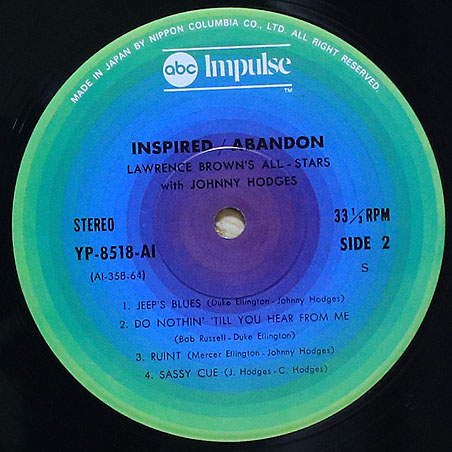 MADE IN JAPAN BY NIPPON COLUMBIA CO., LTD. ALL RIGHT RESERVED.
abc Impulse
TM
INSPIRED / ABANDON
LAWRENCE BROWN'S ALL-STARS
with JOHNNY HODGES
STEREO
33 1/3 RPM
YP-8518-AI
SIDE 2
(AI-358-64)
S
1. JEEP'S BLUES (Duke Ellington-Johnny Hodges)
2. DO NOTHIN' 'TILL YOU HEAR FROM ME
(Bob Russell-Duke Ellington)
3. RUINT (Mercer Ellington-Johnny Hodges)
4. SASSY CUE (J. Hodges-C. Hodges)